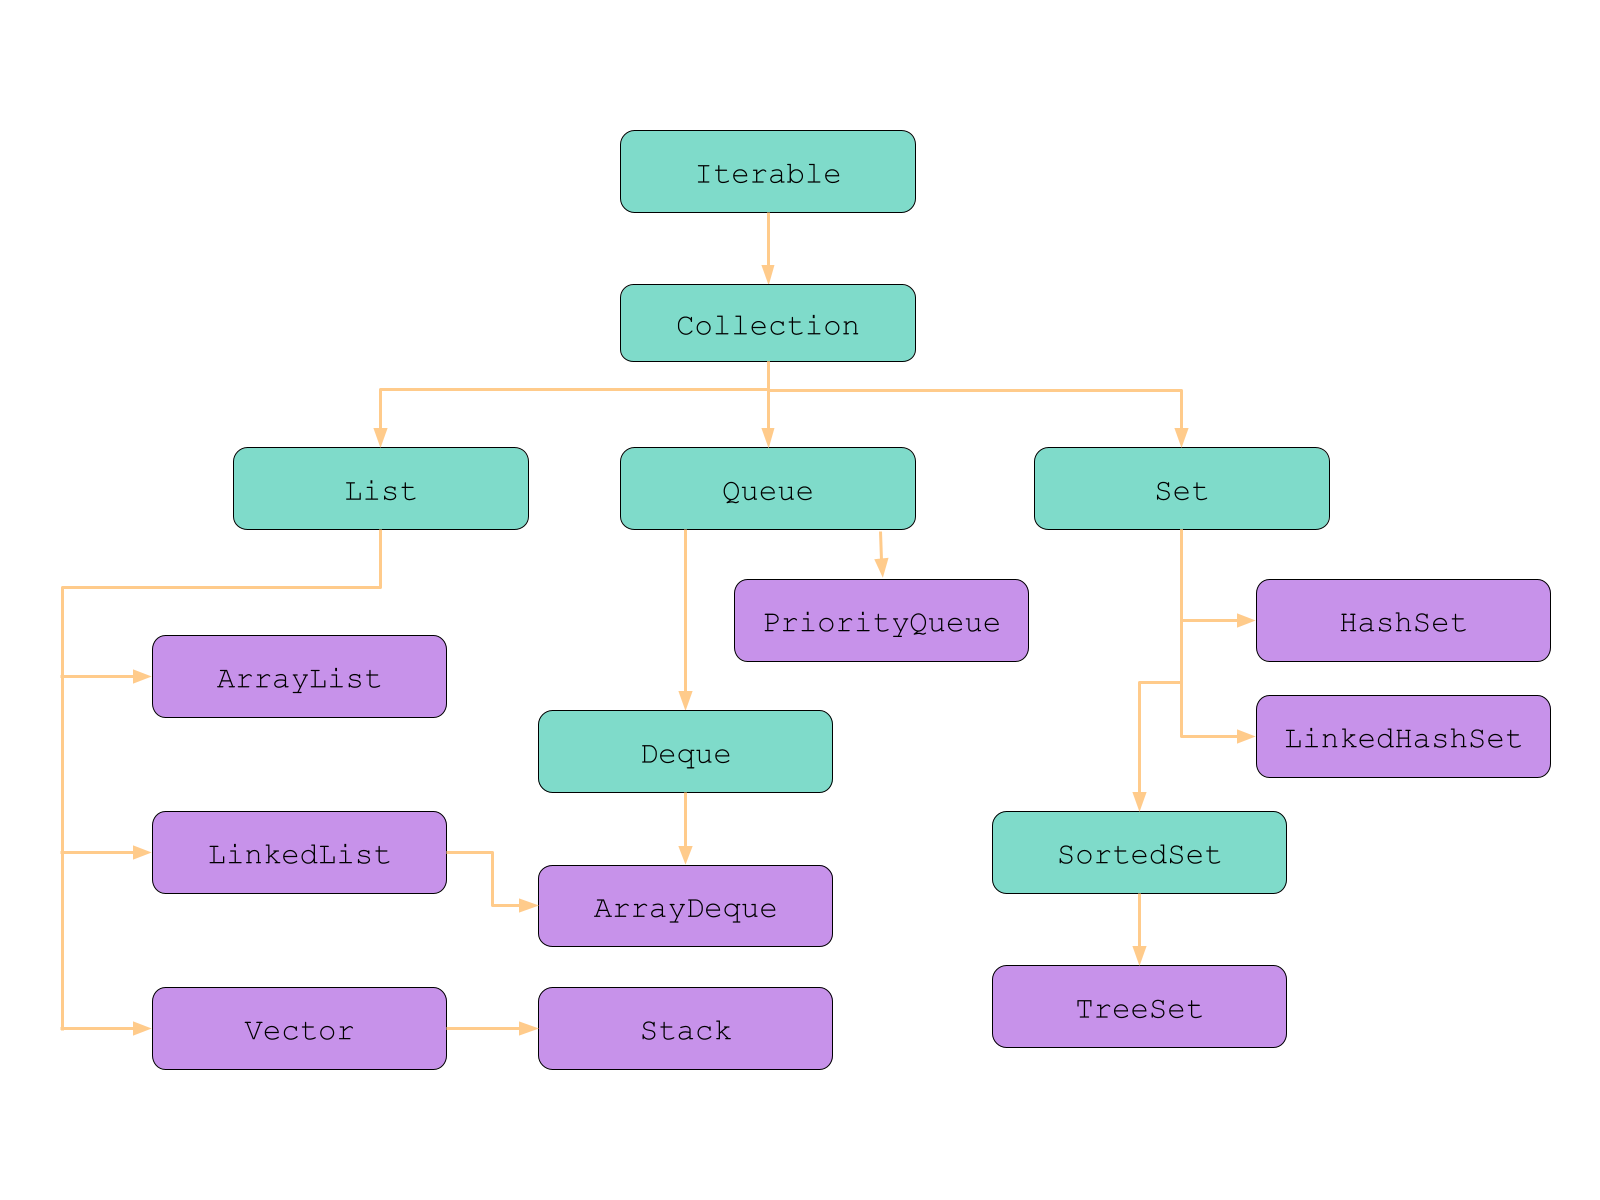 Iterable
Collection
List
Queue
Set
PriorityQueue
HashSet
ArrayList
LinkedHashSet
Deque
LinkedList
SortedSet
ArrayDeque
TreeSet
Vector
Stack